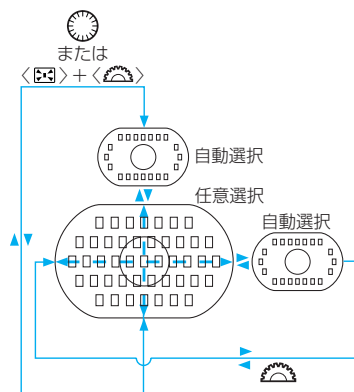 または
〈 〉+〈 〉
自動選択
任意選択
自動選択